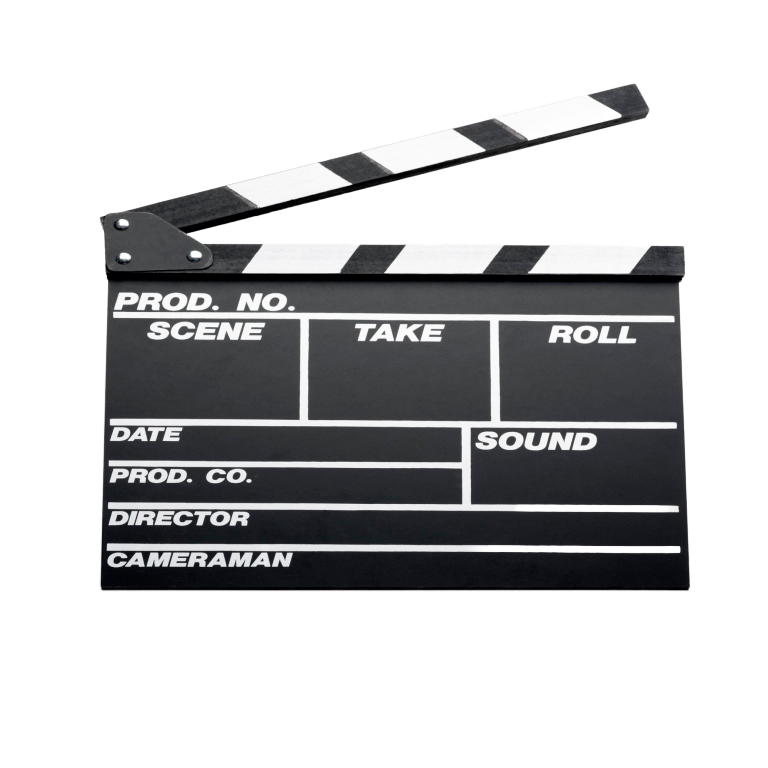 PROD. NO.
SCENE TAKE ROLL
DATE
SOUND
PROD. CO.
DIRECTOR
CAMERAMAN